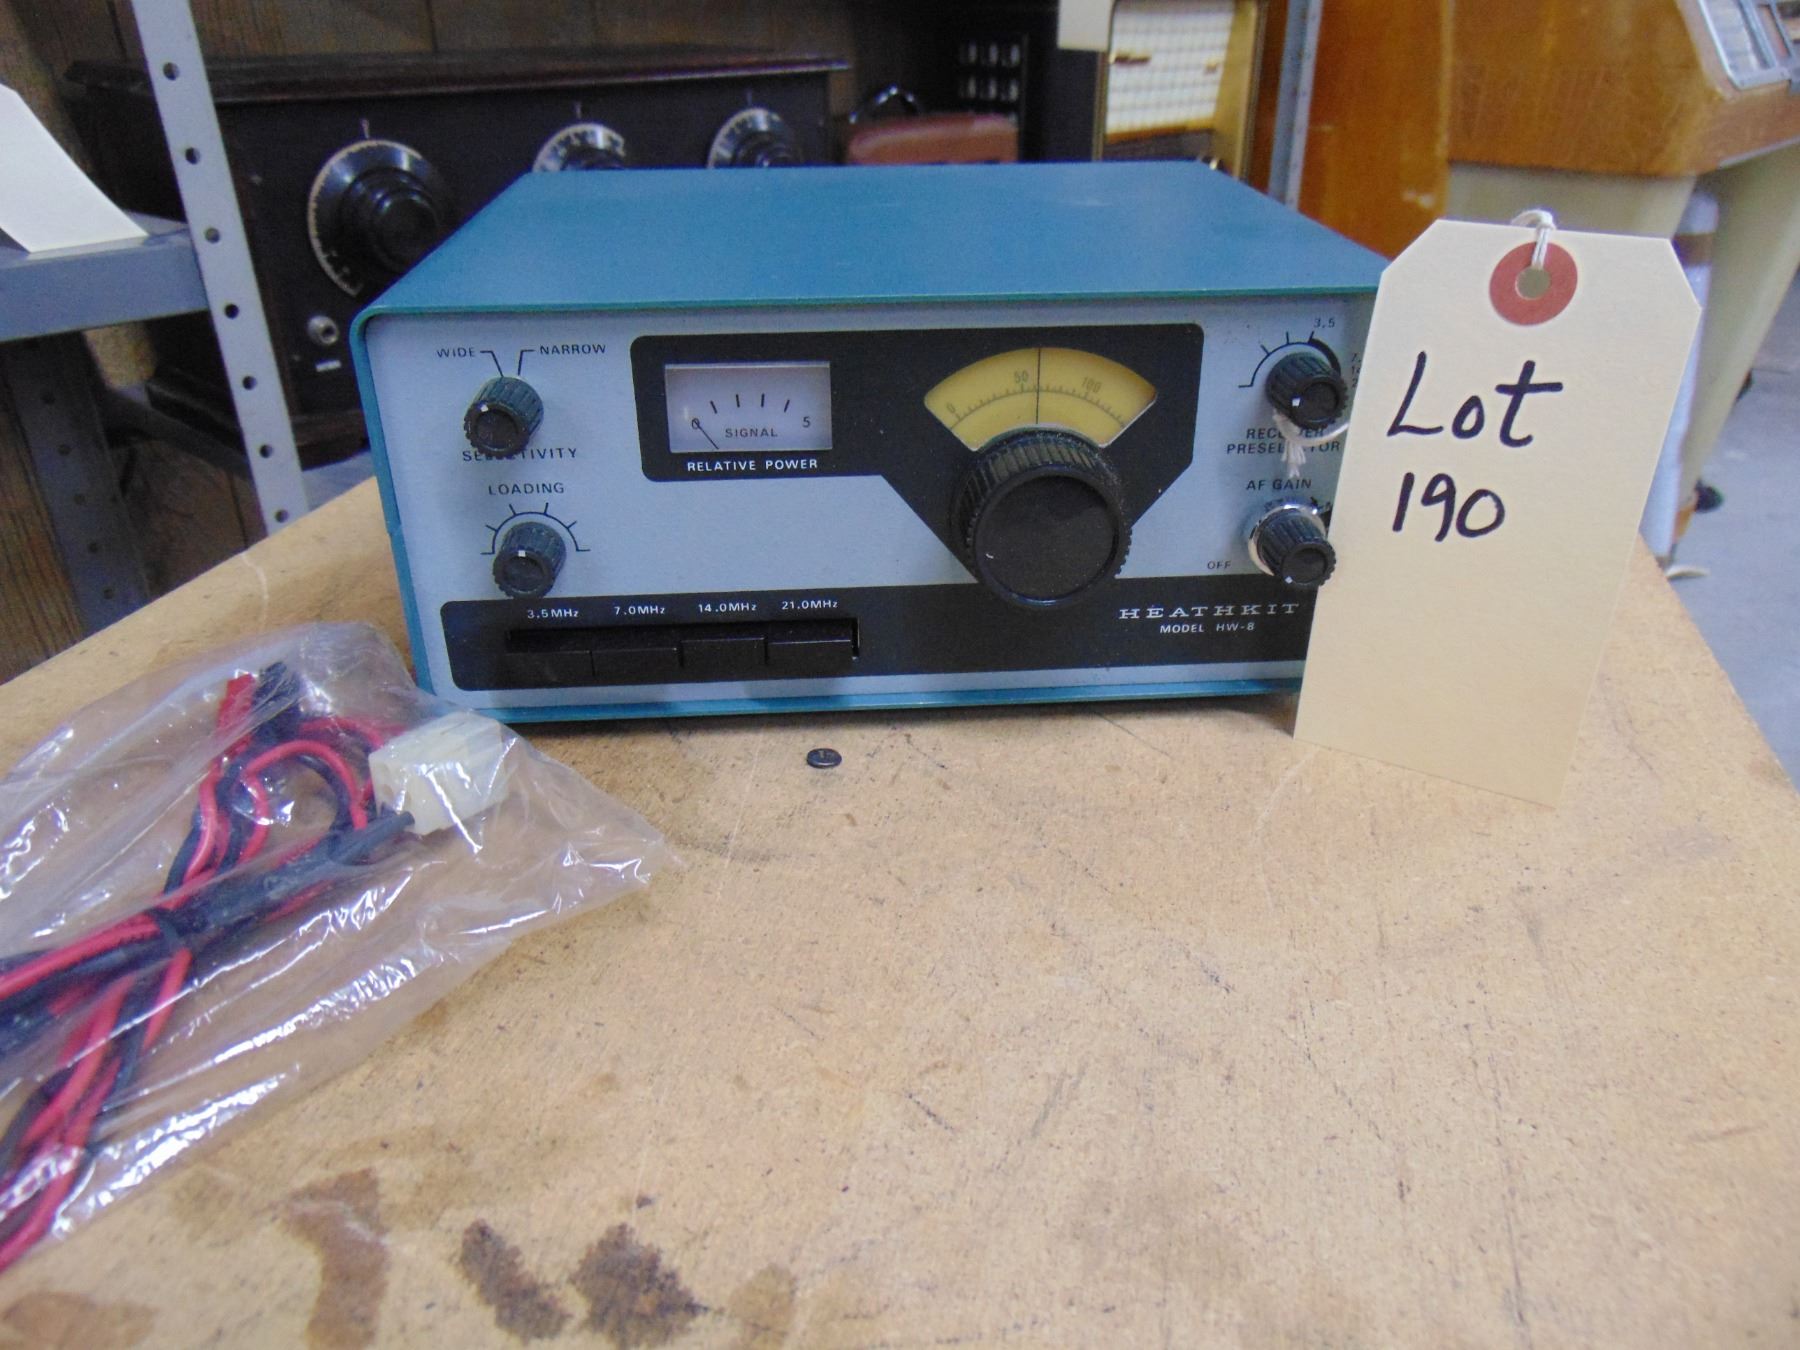 WIDE NARROW
SELECTIVITY
LOADING
0 SIGNAL 5
RELATIVE POWER
0 50 100
3.5
PRESELECTOR
AF GAIN
OFF
3.5MHz 7.0MHz 14.0MHz 21.0MHz
HEATHKIT
MODEL HW-8
Lot
190